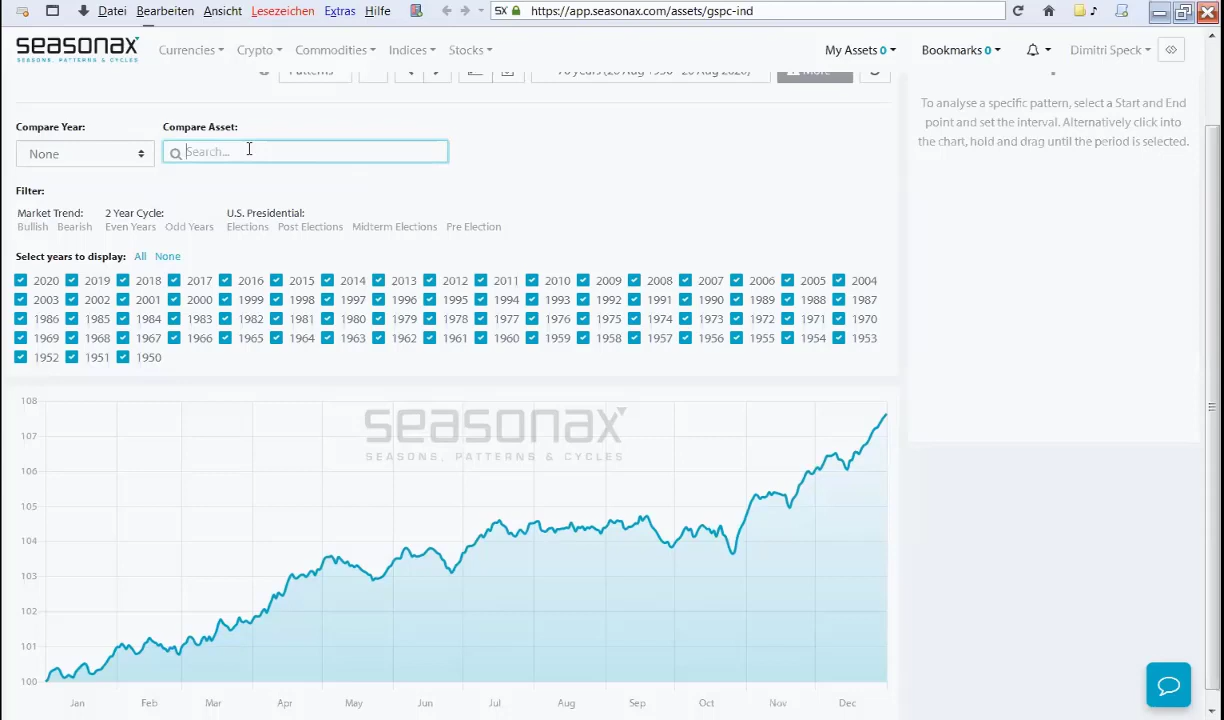 Datei Bearbeiten Ansicht Lesezeichen Extras Hilfe SX https://app.seasonax.com/assets/gspc-ind
seasonax Currencies Crypto Commodities Indices Stocks My Assets 0 Bookmarks 0 Dimitri Speck
SEASONS, PATTERNS & CYCLES
Patterns More
To analyse a specific pattern, select a Start and End
point and set the interval. Alternatively click into
the chart, hold and drag until the period is selected.
Compare Year: Compare Asset:
None Search...
Filter:
Market Trend: 2 Year Cycle: U.S. Presidential:
Bullish Bearish Even Years Odd Years Elections Post Elections Midterm Elections Pre Election
Select years to display: All None
2020 2019 2018 2017 2016 2015 2014 2013 2012 2011 2010 2009 2008 2007 2006 2005 2004
2003 2002 2001 2000 1999 1998 1997 1996 1995 1994 1993 1992 1991 1990 1989 1988 1987
1986 1985 1984 1983 1982 1981 1980 1979 1978 1977 1976 1975 1974 1973 1972 1971 1970
1969 1968 1967 1966 1965 1964 1963 1962 1961 1960 1959 1958 1957 1956 1955 1954 1953
1952 1951 1950
108
seasonax
107
SEASONS, PATTERNS & CYCLES
106
105
104
103
102
101
100
Jan Feb Mar Apr May Jun Jul Aug Sep Oct Nov Dec